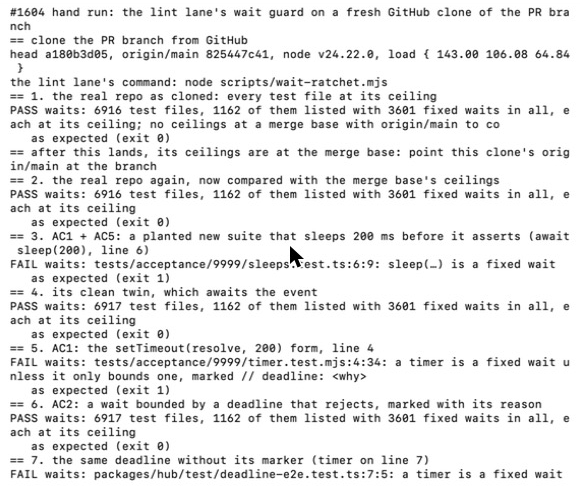 #1604 hand run: the lint lane's wait guard on a fresh GitHub clone of the PR bra
nch
== clone the PR branch from GitHub
head a180b3d05, origin/main 825447c41, node v24.22.0, load { 143.00 106.08 64.84
 }
the lint lane's command: node scripts/wait-ratchet.mjs
== 1. the real repo as cloned: every test file at its ceiling
PASS waits: 6916 test files, 1162 of them listed with 3601 fixed waits in all, e
ach at its ceiling; no ceilings at a merge base with origin/main to co
   as expected (exit 0)
== after this lands, its ceilings are at the merge base: point this clone's orig
in/main at the branch
== 2. the real repo again, now compared with the merge base's ceilings
PASS waits: 6916 test files, 1162 of them listed with 3601 fixed waits in all, e
ach at its ceiling
   as expected (exit 0)
== 3. AC1 + AC5: a planted new suite that sleeps 200 ms before it asserts (await
 sleep(200), line 6)
FAIL waits: tests/acceptance/9999/sleeps.test.ts:6:9: sleep(…) is a fixed wait
   as expected (exit 1)
== 4. its clean twin, which awaits the event
PASS waits: 6917 test files, 1162 of them listed with 3601 fixed waits in all, e
ach at its ceiling
   as expected (exit 0)
== 5. AC1: the setTimeout(resolve, 200) form, line 4
FAIL waits: tests/acceptance/9999/timer.test.mjs:4:34: a timer is a fixed wait u
nless it only bounds one, marked // deadline: <why>
   as expected (exit 1)
== 6. AC2: a wait bounded by a deadline that rejects, marked with its reason
PASS waits: 6917 test files, 1162 of them listed with 3601 fixed waits in all, e
ach at its ceiling
   as expected (exit 0)
== 7. the same deadline without its marker (timer on line 7)
FAIL waits: packages/hub/test/deadline-e2e.test.ts:7:5: a timer is a fixed wait